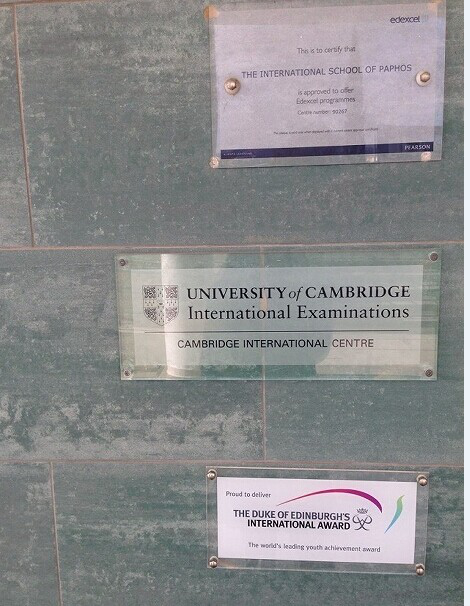 edexcel
This is to certify that
THE INTERNATIONAL SCHOOL OF PAPHOS
is approved to offer
Edexcel programmes
Centre number:
PEARSON
UNIVERSITY of CAMBRIDGE
International Examinations
CAMBRIDGE INTERNATIONAL CENTRE
Proud to deliver
THE DUKE OF EDINBURGH'S
INTERNATIONAL AWARD
The world's leading youth achievement award